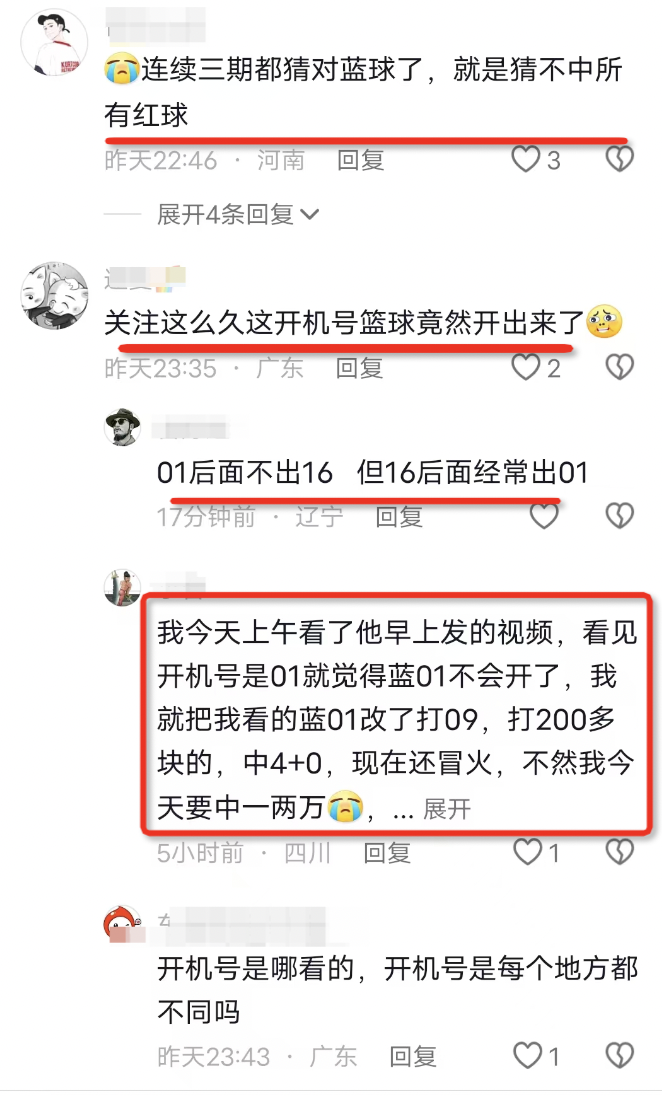 连续三期都猜对蓝球了，就是猜不中所
有红球
昨天22:46 · 河南 回复 3
展开4条回复
关注这么久这开机号篮球竟然开出来了
昨天23:35 · 广东 回复 2
01后面不出16 但16后面经常出01
17分钟前 · 辽宁 回复
我今天上午看了他早上发的视频，看见
开机号是01就觉得蓝01不会开了，我
就把我看的蓝01改了打09，打200多
块的，中4+0，现在还冒火，不然我今
天要中一两万，... 展开
5小时前 · 四川 回复 1
开机号是哪看的，开机号是每个地方都
不同吗
昨天23:43 · 广东 回复 1